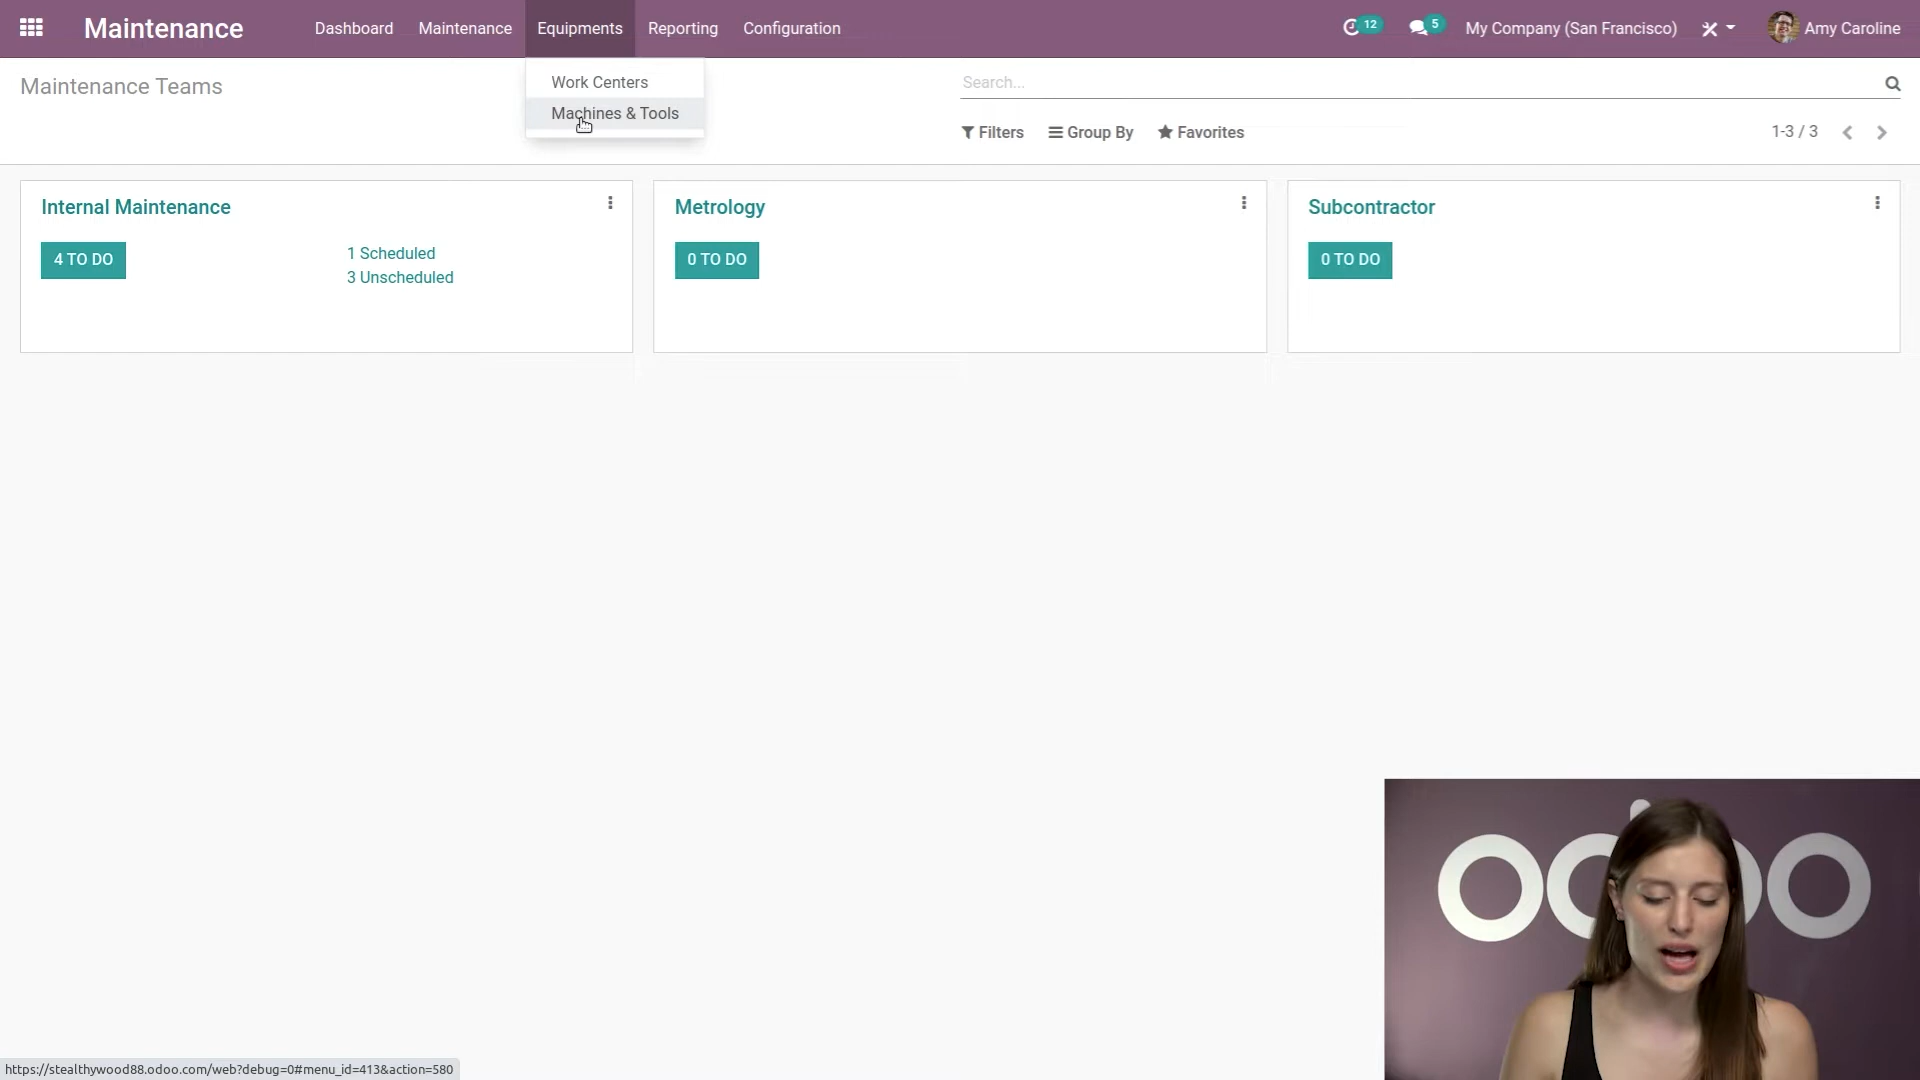 Maintenance
Dashboard
Maintenance
Equipments
Reporting
Configuration
12
5
My Company (San Francisco)
Amy Caroline
Maintenance Teams
Work Centers
Machines & Tools
Search...
Filters
Group By
Favorites
1-3 / 3
Internal Maintenance
4 TO DO
1 Scheduled
3 Unscheduled
Metrology
0 TO DO
Subcontractor
0 TO DO
odoo
https://stealthywood88.odoo.com/web?debug=0#menu_id=413&action=580